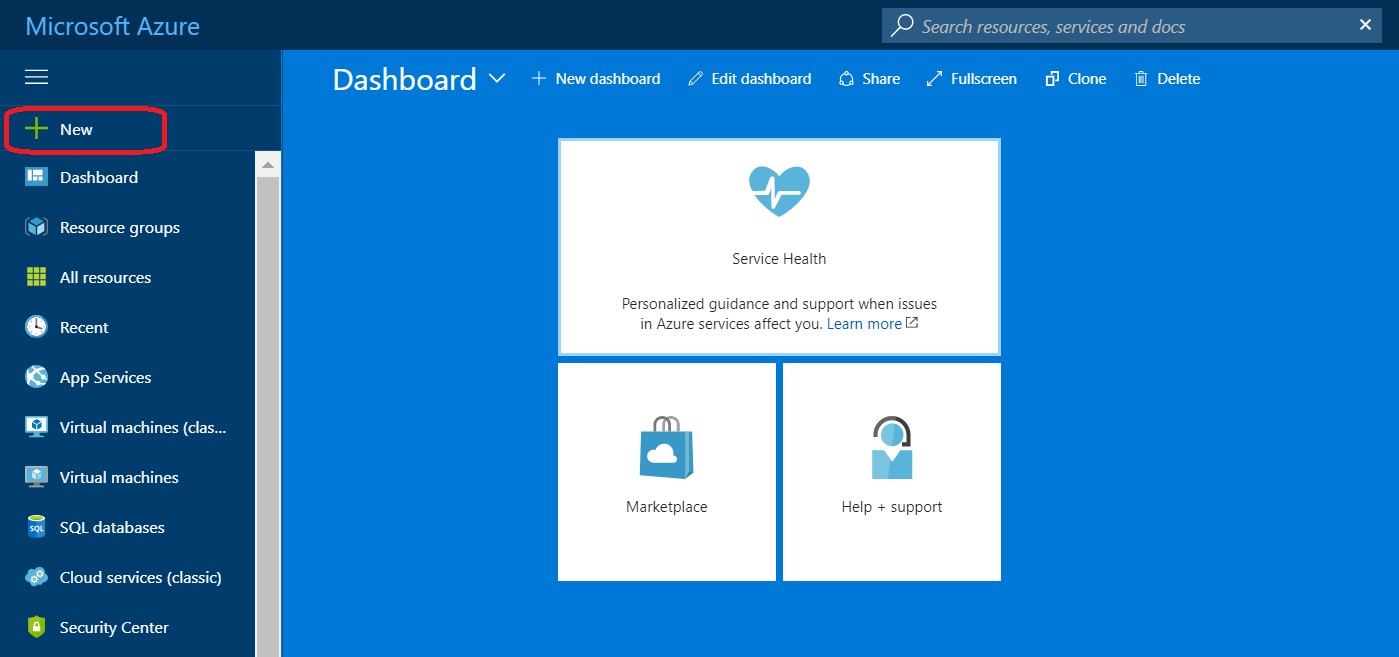 Microsoft Azure
Search resources, services and docs
New
Dashboard
Resource groups
All resources
Recent
App Services
Virtual machines (clas...
Virtual machines
SQL databases
SQL
Cloud services (classic)
Security Center
Dashboard
New dashboard
Edit dashboard
Share
Fullscreen
Clone
Delete
Service Health
Personalized guidance and support when issues
in Azure services affect you. Learn more
Marketplace
Help + support